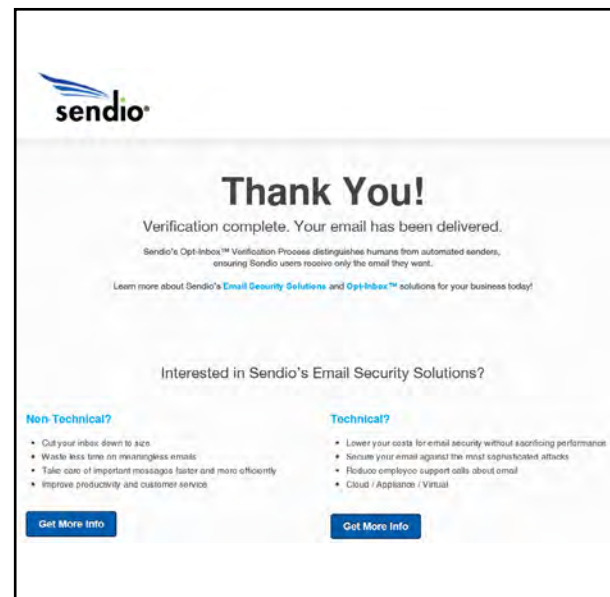 sendio®
Thank You!
Verification complete. Your email has been delivered.
Sendio's Opt-Inbox™ Verification Process distinguishes humans from automated senders,
ensuring Sendio users receive only the email they want.
Learn more about Sendio's Email Security Solutions and Opt-Inbox™ solutions for your business today!
Interested in Sendio's Email Security Solutions?
Non-Technical?
• Cut your inbox down to size
• Waste less time on meaningless emails
• Take care of important messages faster and more efficiently
• Improve productivity and customer service
Get More Info
Technical?
• Lower your costs for email security without sacrificing performance
• Secure your email against the most sophisticated attacks
• Reduce employee support calls about email
• Cloud / Appliance / Virtual
Get More Info